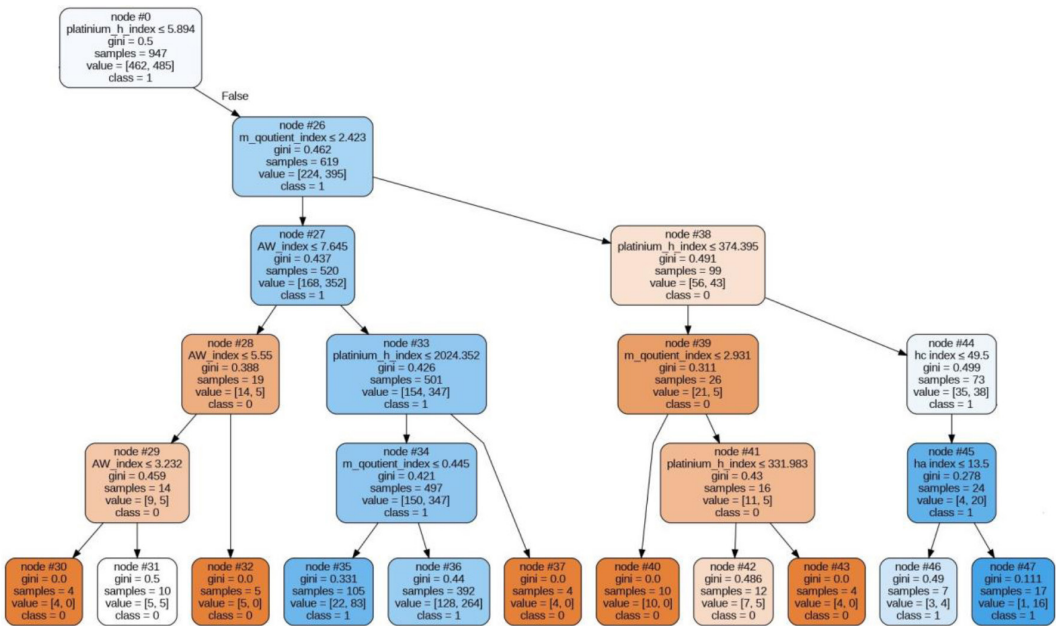 node #0
platinium_h_index ≤ 5.894
gini = 0.5
samples = 947
value = [462, 485]
class = 1
False
node #26
m_qoutient_index ≤ 2.423
gini = 0.462
samples = 619
value = [224, 395]
class = 1
node #27
AW_index ≤ 7.645
gini = 0.437
samples = 520
value = [168, 352]
class = 1
node #38
platinium_h_index ≤ 374.395
gini = 0.491
samples = 99
value = [56, 43]
class = 0
node #28
AW_index ≤ 5.55
gini = 0.388
samples = 19
value = [14, 5]
class = 0
node #33
platinium_h_index ≤ 2024.352
gini = 0.426
samples = 501
value = [154, 347]
class = 1
node #39
m_qoutient_index ≤ 2.931
gini = 0.311
samples = 26
value = [21, 5]
class = 0
node #44
hc index ≤ 49.5
gini = 0.499
samples = 73
value = [35, 38]
class = 1
node #29
AW_index ≤ 3.232
gini = 0.459
samples = 14
value = [9, 5]
class = 0
node #34
m_qoutient_index ≤ 0.445
gini = 0.421
samples = 497
value = [150, 347]
class = 1
node #41
platinium_h_index ≤ 331.983
gini = 0.43
samples = 16
value = [11, 5]
class = 0
node #45
ha index ≤ 13.5
gini = 0.278
samples = 24
value = [4, 20]
class = 1
node #30
gini = 0.0
samples = 4
value = [4, 0]
class = 0
node #31
gini = 0.5
samples = 10
value = [5, 5]
class = 0
node #32
gini = 0.0
samples = 5
value = [5, 0]
class = 0
node #35
gini = 0.331
samples = 105
value = [22, 83]
class = 1
node #36
gini = 0.44
samples = 392
value = [128, 264]
class = 1
node #37
gini = 0.0
samples = 4
value = [4, 0]
class = 0
node #40
gini = 0.0
samples = 10
value = [10, 0]
class = 0
node #42
gini = 0.486
samples = 12
value = [7, 5]
class = 0
node #43
gini = 0.0
samples = 4
value = [4, 0]
class = 0
node #46
gini = 0.49
samples = 7
value = [3, 4]
class = 1
node #47
gini = 0.111
samples = 17
value = [1, 16]
class = 1